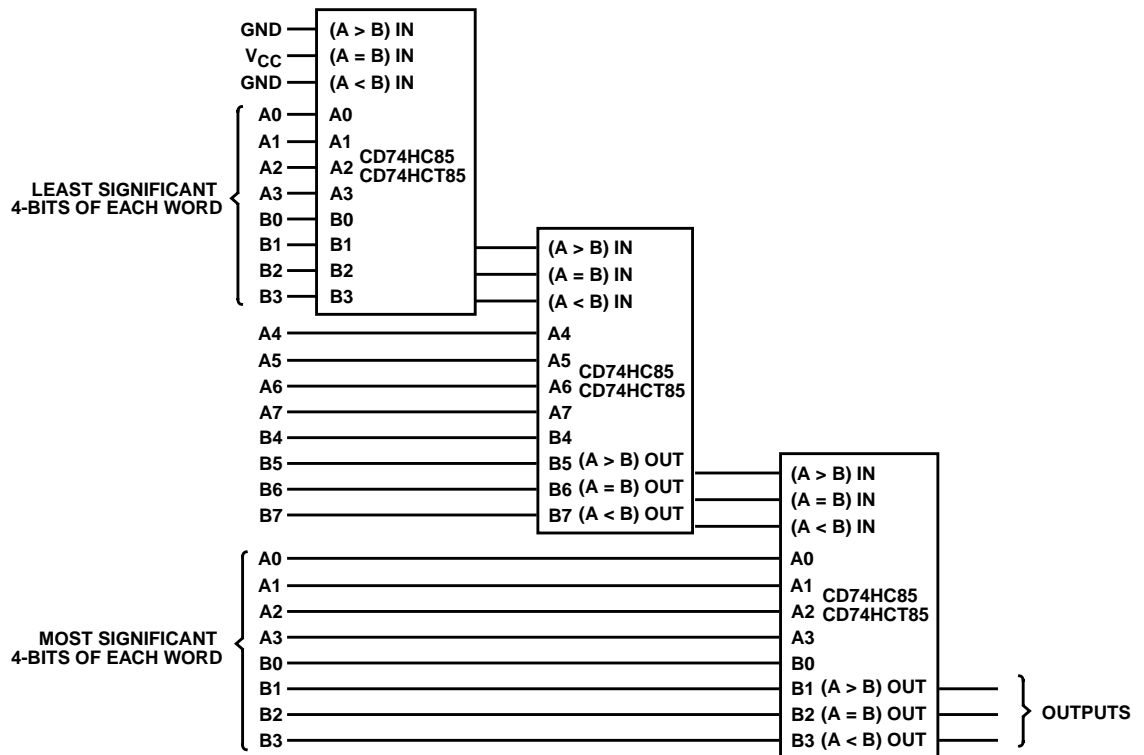 GND (A > B) IN
VCC (A = B) IN
GND (A < B) IN
A0 A0
A1 A1
A2 A2
A3 A3
B0 B0
B1 B1
B2 B2
B3 B3
CD74HC85
CD74HCT85
LEAST SIGNIFICANT
4-BITS OF EACH WORD
(A > B) IN
(A = B) IN
(A < B) IN
A4 A4
A5 A5
A6 A6
A7 A7
B4 B4
B5 B5 (A > B) OUT
B6 B6 (A = B) OUT
B7 B7 (A < B) OUT
CD74HC85
CD74HCT85
(A > B) IN
(A = B) IN
(A < B) IN
A0 A0
A1 A1
A2 A2
A3 A3
B0 B0
B1 B1 (A > B) OUT
B2 B2 (A = B) OUT
B3 B3 (A < B) OUT
CD74HC85
CD74HCT85
MOST SIGNIFICANT
4-BITS OF EACH WORD
OUTPUTS